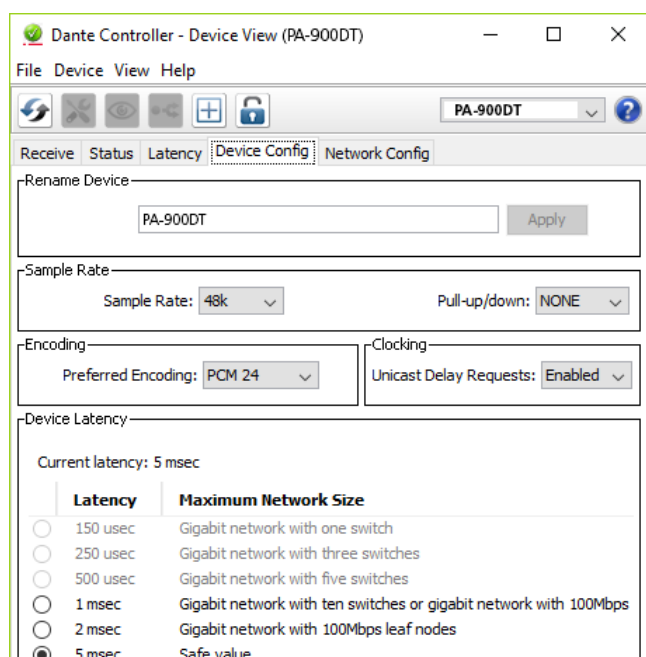 Dante Controller - Device View (PA-900DT)
File Device View Help
PA-900DT
Receive Status Latency Device Config Network Config
Rename Device
PA-900DT Apply
Sample Rate
Sample Rate: 48k Pull-up/down: NONE
Encoding Clocking
Preferred Encoding: PCM 24 Unicast Delay Requests: Enabled
Device Latency
Current latency: 5 msec
Latency Maximum Network Size
150 usec Gigabit network with one switch
250 usec Gigabit network with three switches
500 usec Gigabit network with five switches
1 msec Gigabit network with ten switches or gigabit network with 100Mbps
2 msec Gigabit network with 100Mbps leaf nodes
5 msec Safe value